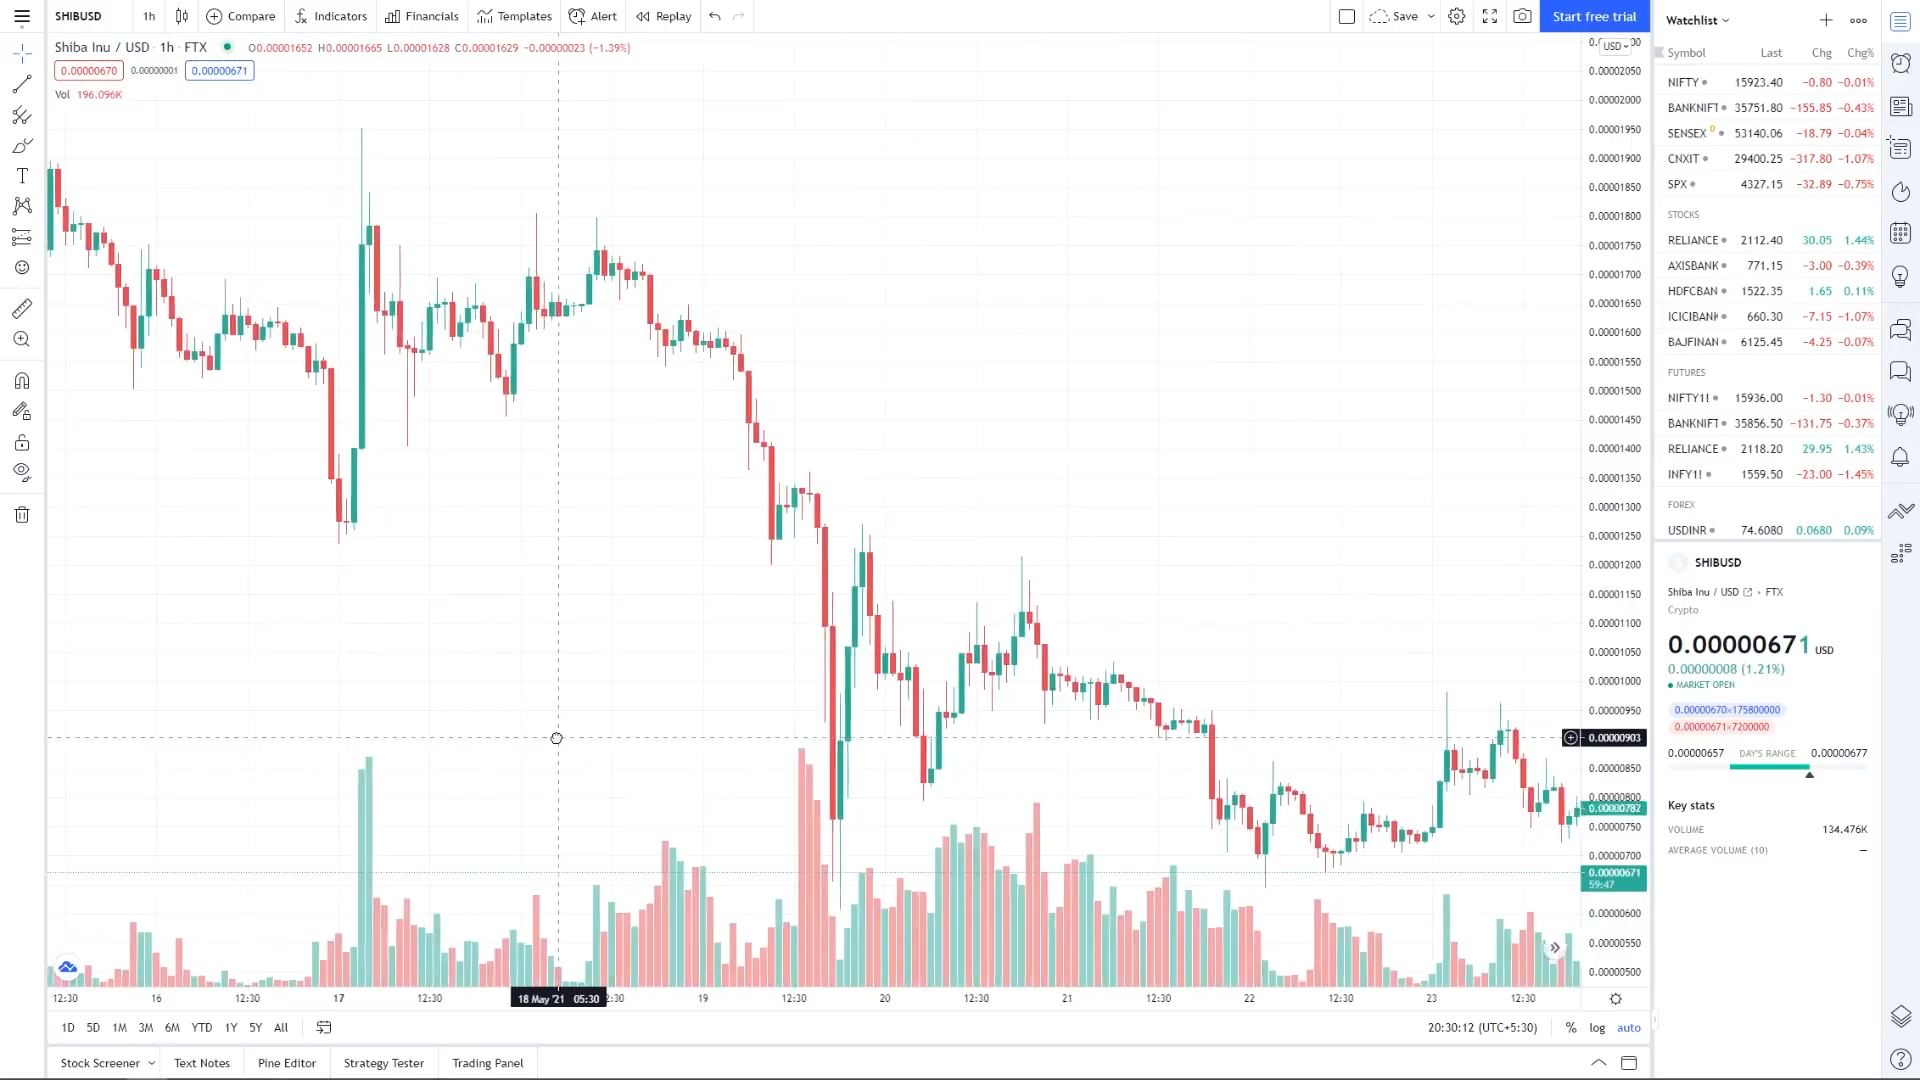 SHIBUSD 1h Compare Indicators Financials Templates Alert Replay Save Start free trial
Shiba Inu / USD · 1h · FTX O0.00001652 H0.00001665 L0.00001628 C0.00001629 −0.00000023 (−1.39%)
0.00000670 0.00000001 0.00000671
Vol 196.096K
USD
0.00002050
0.00002000
0.00001950
0.00001900
0.00001850
0.00001800
0.00001750
0.00001700
0.00001650
0.00001600
0.00001550
0.00001500
0.00001450
0.00001400
0.00001350
0.00001300
0.00001250
0.00001200
0.00001150
0.00001100
0.00001050
0.00001000
0.00000950
0.00000903
0.00000850
0.00000800
0.00000787
0.00000750
0.00000700
0.00000671
59:47
0.00000600
0.00000550
0.00000500
12:30 16 12:30 17 12:30 18 May '21 05:30 2:30 19 12:30 20 12:30 21 12:30 22 12:30 23 12:30
1D 5D 1M 3M 6M YTD 1Y 5Y All 20:30:12 (UTC+5:30) % log auto
Stock Screener Text Notes Pine Editor Strategy Tester Trading Panel
Watchlist
Symbol Last Chg Chg%
NIFTY 15923.40 −0.80 −0.01%
BANKNIFT 35751.80 −155.85 −0.43%
SENSEX D 53140.06 −18.79 −0.04%
CNXIT 29400.25 −317.80 −1.07%
SPX 4327.15 −32.89 −0.75%
STOCKS
RELIANCE 2112.40 30.05 1.44%
AXISBANK 771.15 −3.00 −0.39%
HDFCBAN 1522.35 1.65 0.11%
ICICIBANK 660.30 −7.15 −1.07%
BAJFINAN 6125.45 −4.25 −0.07%
FUTURES
NIFTY1! 15936.00 −1.30 −0.01%
BANKNIFT 35856.50 −131.75 −0.37%
RELIANCE 2118.20 29.95 1.43%
INFY1! 1559.50 −23.00 −1.45%
FOREX
USDINR 74.6080 0.0680 0.09%
SHIBUSD
Shiba Inu / USD • FTX
Crypto
0.00000671 USD
0.00000008 (1.21%)
MARKET OPEN
0.00000670×175800000
0.00000671×7200000
0.00000657 DAY'S RANGE 0.00000677
Key stats
VOLUME 134.476K
AVERAGE VOLUME (10) —